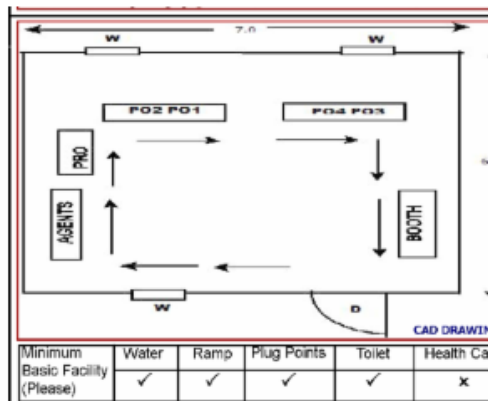 7.0
W W
PO2 PO1 PO4 PO3
PRO
AGENTS
BOOTH
W
D
CAD DRAWIN
Minimum Basic Facility (Please) Water Ramp Plug Points Toilet Health Ca
✓ ✓ ✓ ✓ x